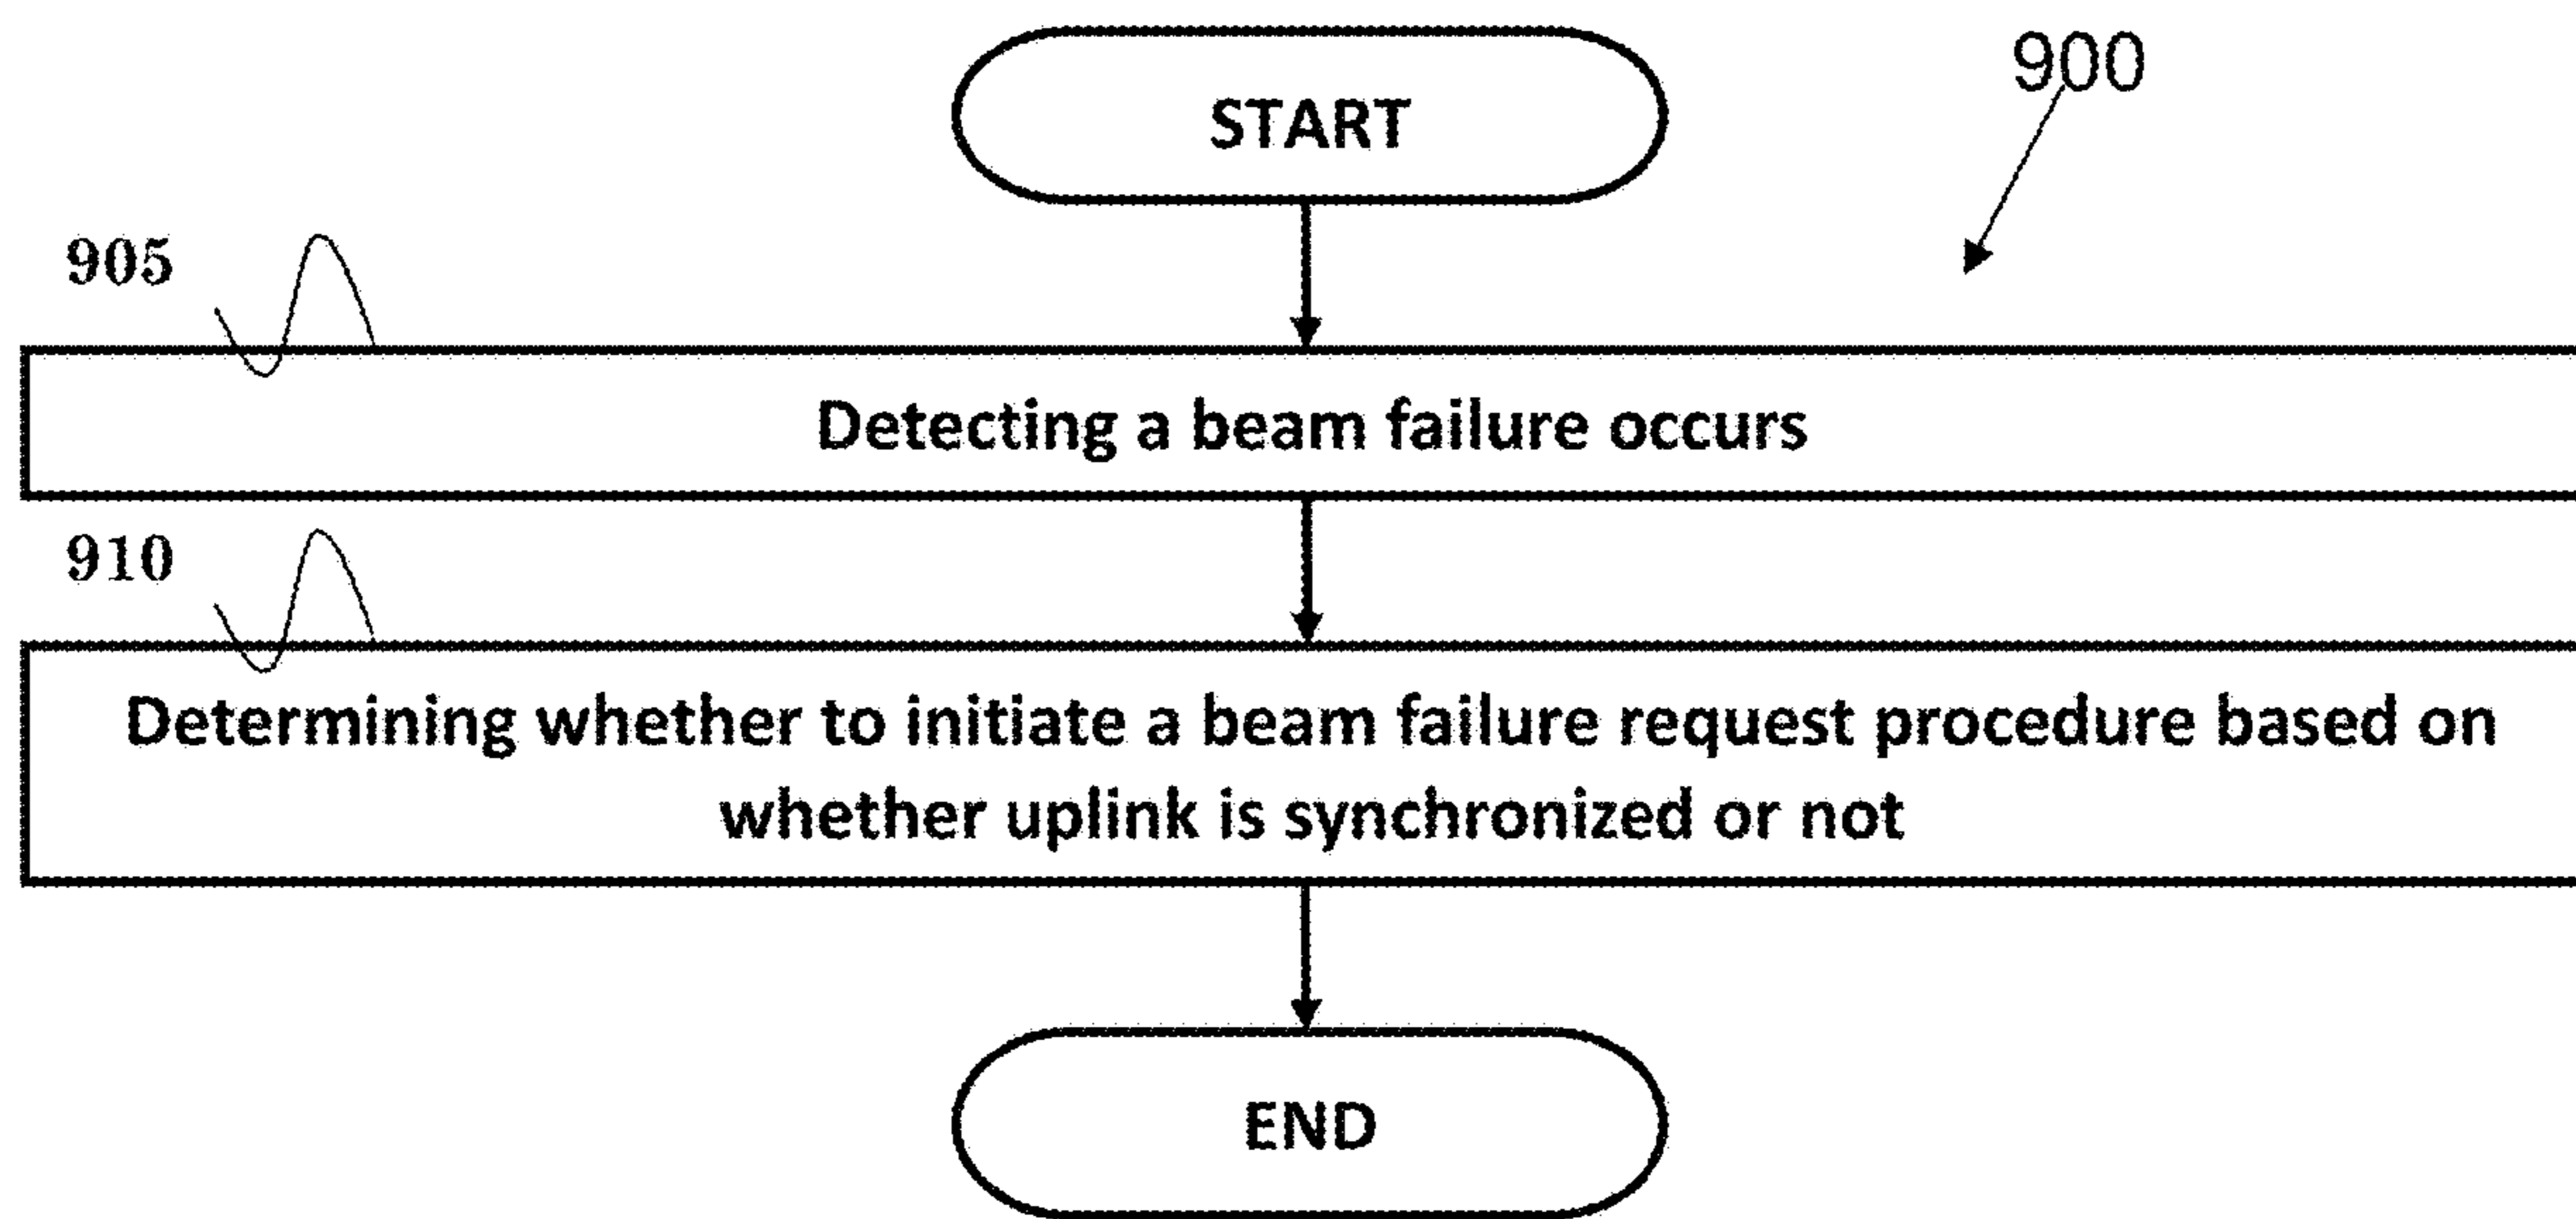 START
900
905
Detecting a beam failure occurs
910
Determining whether to initiate a beam failure request procedure based on
whether uplink is synchronized or not
END